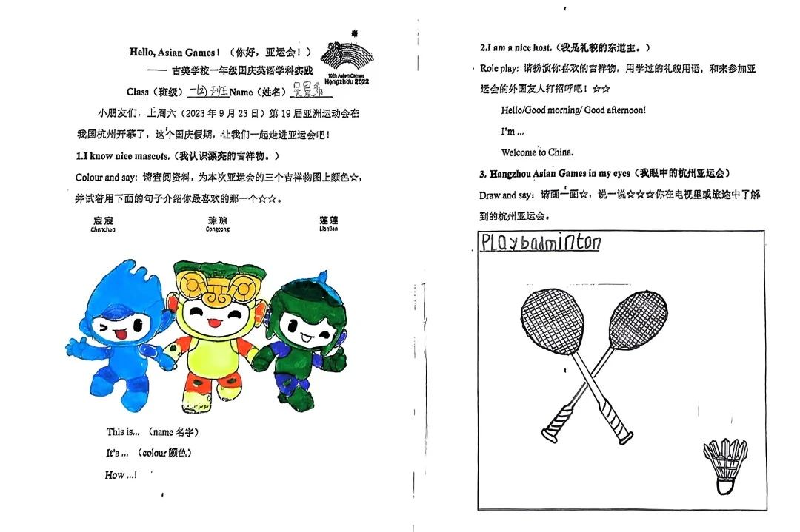 Hello, Asian Games！（你好，亚运会！）
—— 吉英学校一年级国庆英语学科实践
19th Asian Games
Hangzhou 2022
Class（班级） 一(4)班 Name（姓名）
小朋友们，上周六（2023 年 9 月 23 日）第 19 届亚洲运动会在
我国杭州开幕了，这个国庆假期，让我们一起走进亚运会吧！
1.I know nice mascots.（我认识漂亮的吉祥物。）
Colour and say: 请查阅资料，为本次亚运会的三个吉祥物图上颜色☆，
并试着用下面的句子介绍你最喜欢的那一个☆☆。
宸宸 琮琮 莲莲
Chenchen Congcong Lianlian
This is...（name 名字）
It's ...（colour 颜色）
How ...!
2.I am a nice host.（我是礼貌的东道主。）
Role play: 请扮演你喜欢的吉祥物，用学过的礼貌用语，和来参加亚
运会的外国友人打招呼吧！☆☆
Hello/Good morning/ Good afternoon!
I'm ...
Welcome to China.
3. Hangzhou Asian Games in my eyes（我眼中的杭州亚运会）
Draw and say: 请画一画☆，说一说☆☆☆你在电视里或旅途中了解
到的杭州亚运会。
Play badminton